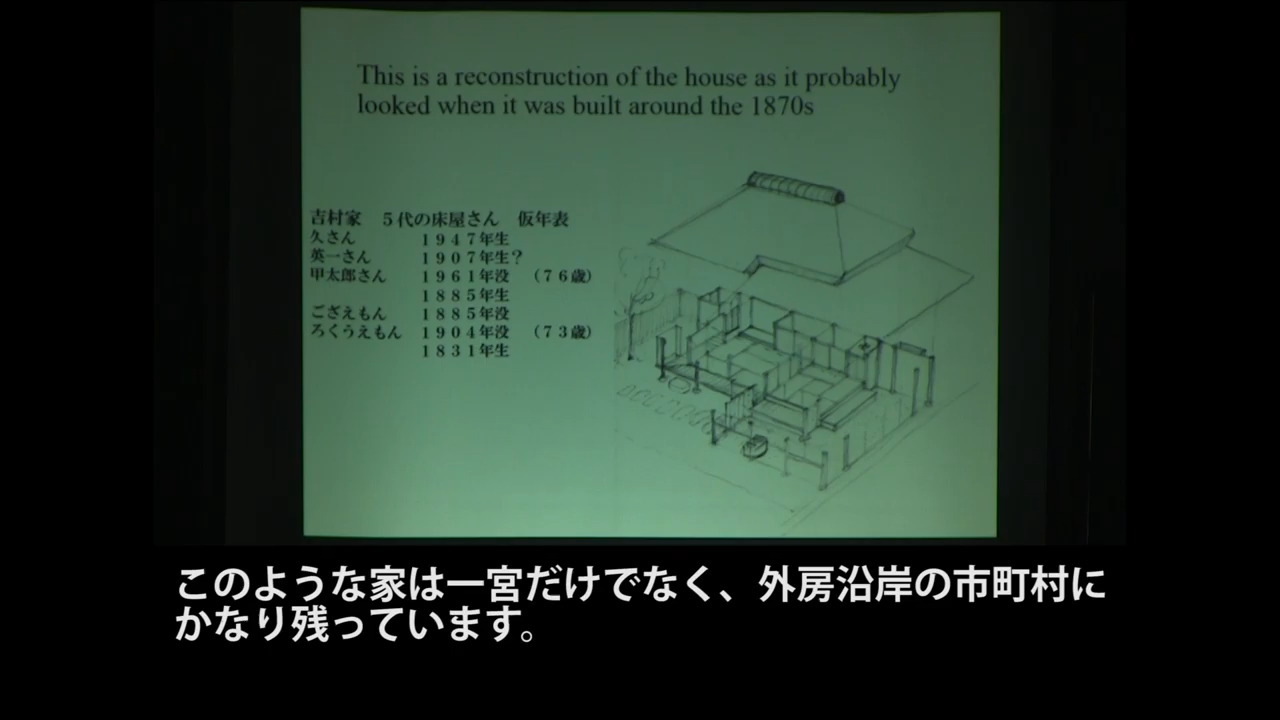 This is a reconstruction of the house as it probably
looked when it was built around the 1870s
吉村家　５代の床屋さん　仮年表
久さん　１９４７年生
英一さん　１９０７年生？
甲太郎さん　１９６１年没　（７６歳）
１８８５年生
ござえもん　１８８５年没
ろくうえもん　１９０４年没　（７３歳）
１８３１年生
このような家は一宮だけでなく、外房沿岸の市町村に
かなり残っています。